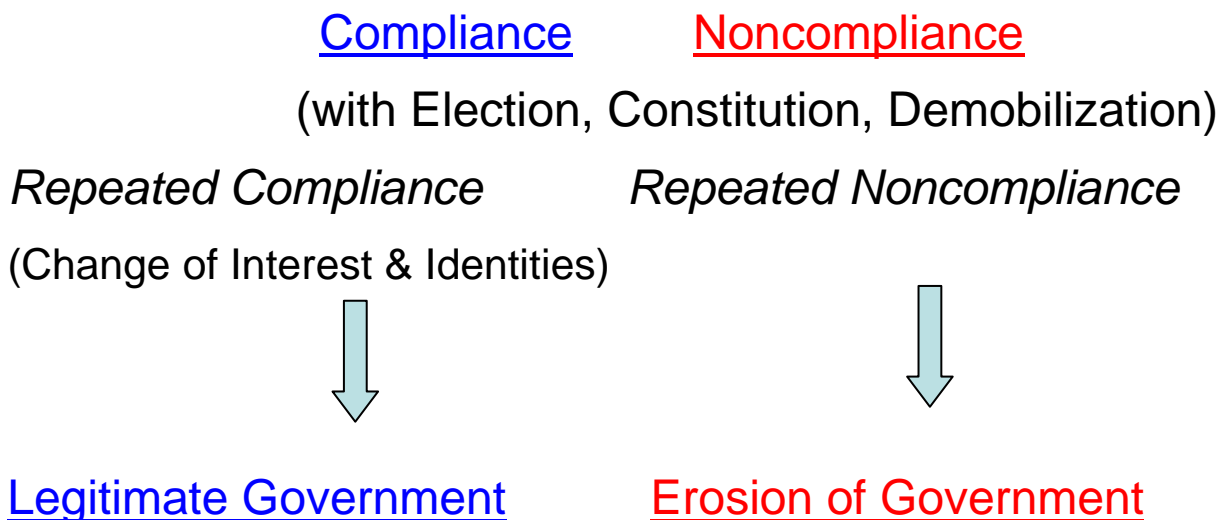 Compliance Noncompliance
(with Election, Constitution, Demobilization)
Repeated Compliance Repeated Noncompliance
(Change of Interest & Identities)
Legitimate Government Erosion of Government